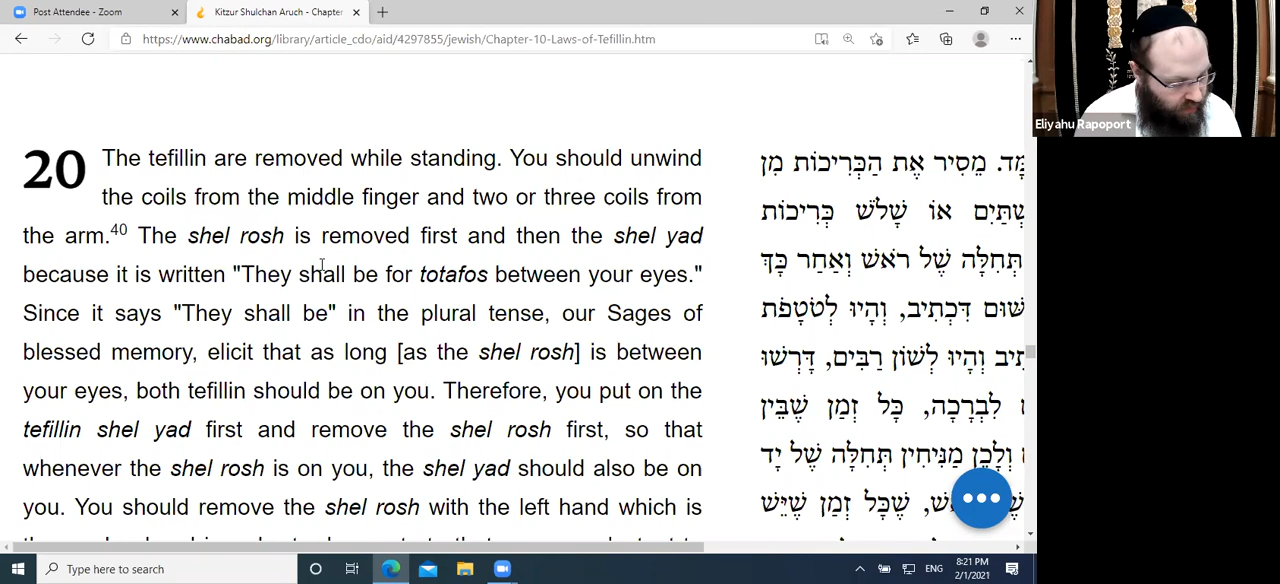 Post Attendee - Zoom
Kitzur Shulchan Aruch - Chapter
https://www.chabad.org/library/article_cdo/aid/4297855/jewish/Chapter-10-Laws-of-Tefillin.htm
Eliyahu Rapoport
20 The tefillin are removed while standing. You should unwind
the coils from the middle finger and two or three coils from
the arm.40 The shel rosh is removed first and then the shel yad
because it is written "They shall be for totafos between your eyes."
Since it says "They shall be" in the plural tense, our Sages of
blessed memory, elicit that as long [as the shel rosh] is between
your eyes, both tefillin should be on you. Therefore, you put on the
tefillin shel yad first and remove the shel rosh first, so that
whenever the shel rosh is on you, the shel yad should also be on
you. You should remove the shel rosh with the left hand which is
מֵסִיר אֶת הַכְּרִיכוֹת מִן
שְׁתַּיִם אוֹ שָׁלֹשׁ כְּרִיכוֹת
תְּחִלָּה שֶׁל רֹאשׁ וְאַחַר כָּךְ
דִּכְתִיב, וְהָיוּ לְטֹטָפֹת
וְהָיוּ לְשׁוֹן רַבִּים, דָּרְשׁוּ
לִבְרָכָה, כָּל זְמַן שֶׁבֵּין
וְלָכֵן מַנִּיחִין תְּחִלָּה שֶׁל יָד
שֶׁכָּל זְמַן שֶׁיֵּשׁ
Type here to search
ENG
8:21 PM
2/1/2021